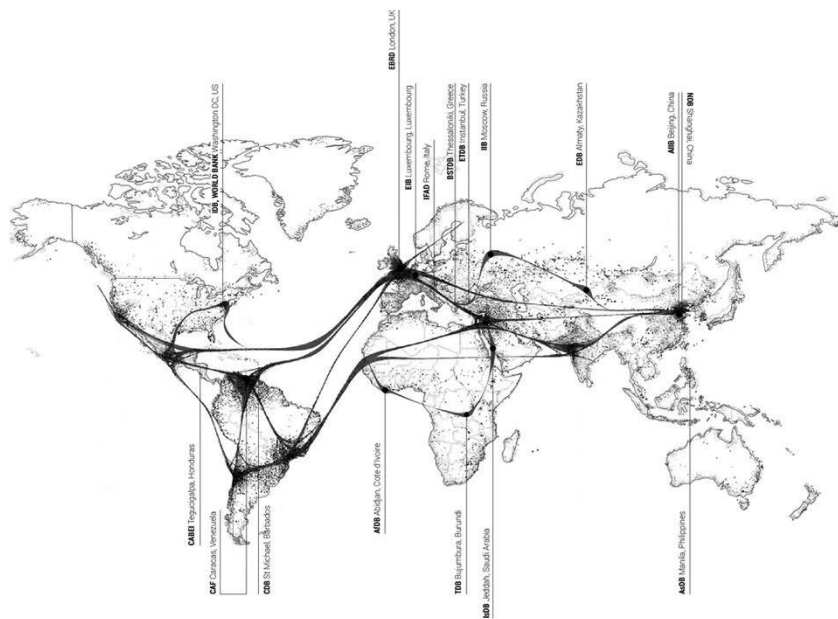 EBRD London, UK
IDB, WORLD BANK Washington DC, US
EIB Luxembourg, Luxembourg
IFAD Rome, Italy
BSTDB Thessaloniki, Greece
ETDB Instanbul, Turkey
IIB Moscow, Russia
EDB Almaty, Kazakhstan
AIIB Beijing, China
NDB Shanghai, China
CABEI Tegucigalpa, Honduras
CAF Caracas, Venezuela
CDB St Michael, Barbados
AfDB Abidjan, Cote d'Ivoire
TDB Bujumbura, Burundi
IsDB Jeddah, Saudi Arabia
AsDB Manila, Philippines